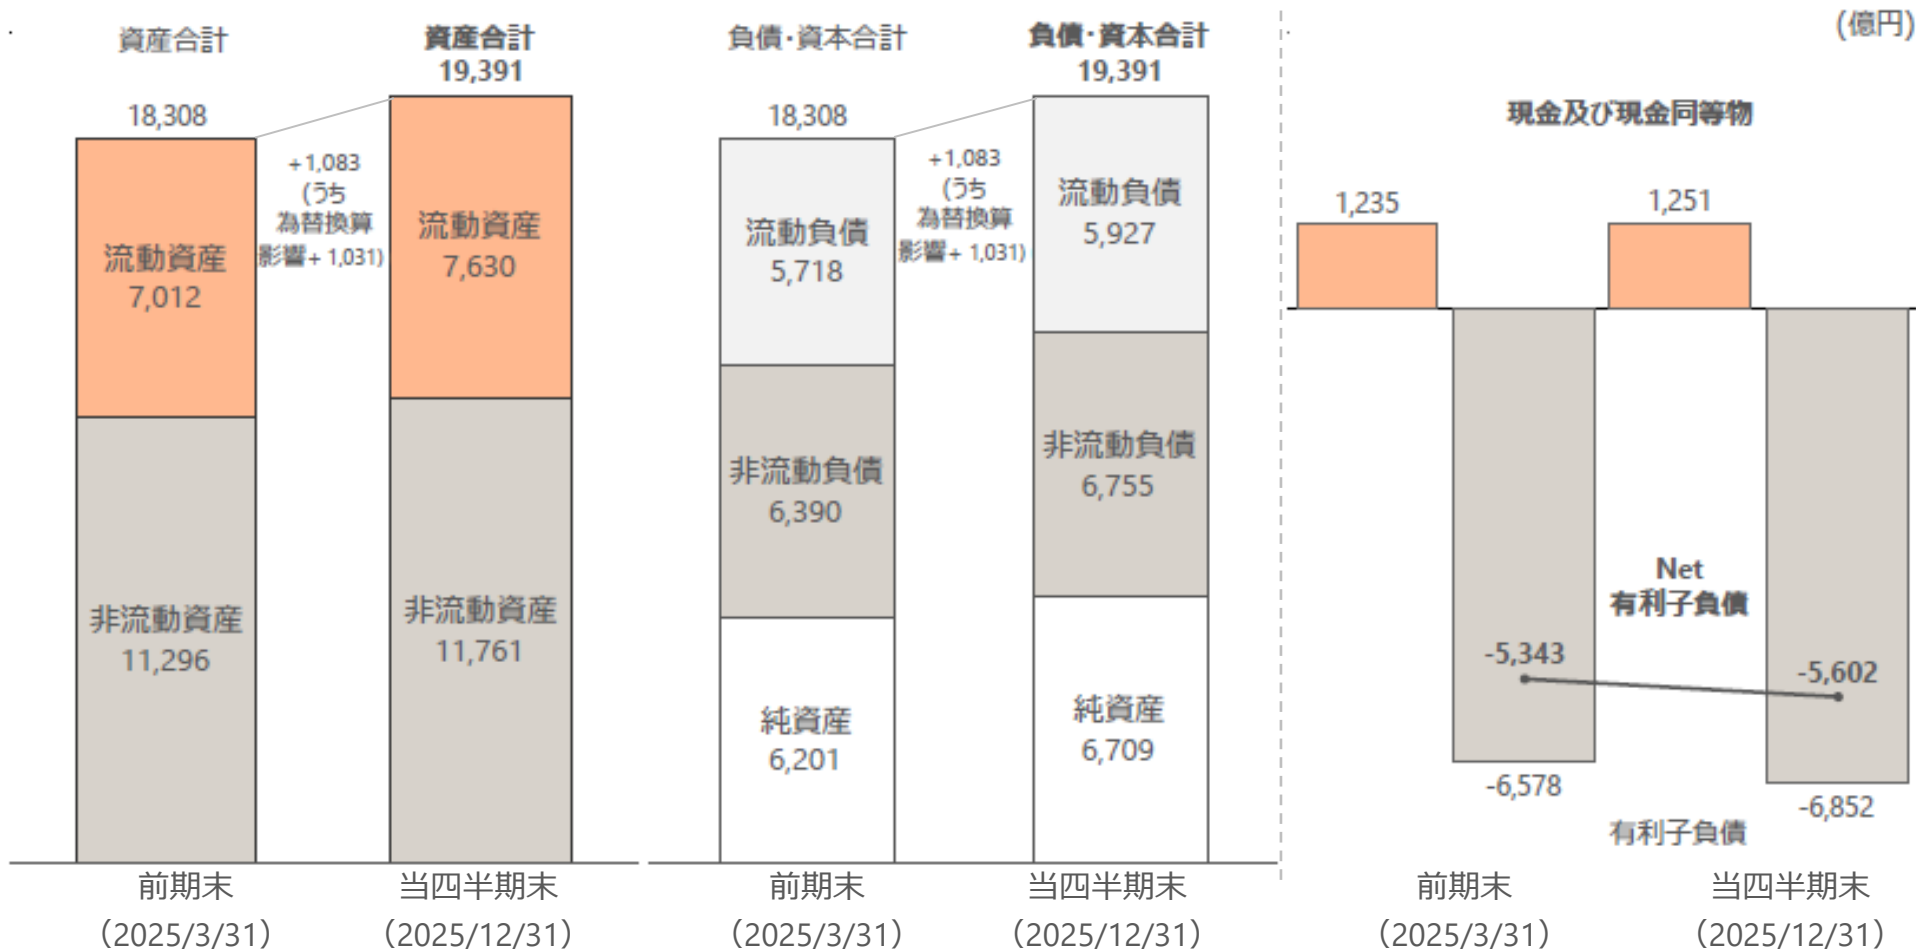 (億円)
資産合計
18,308
流動資産
7,012
非流動資産
11,296
+1,083
(うち
為替換算
影響+ 1,031)
資産合計
19,391
流動資産
7,630
非流動資産
11,761
前期末
(2025/3/31)
当四半期末
(2025/12/31)
負債・資本合計
18,308
流動負債
5,718
非流動負債
6,390
純資産
6,201
+1,083
(うち
為替換算
影響+ 1,031)
負債・資本合計
19,391
流動負債
5,927
非流動負債
6,755
純資産
6,709
前期末
(2025/3/31)
当四半期末
(2025/12/31)
現金及び現金同等物
1,235
1,251
Net
有利子負債
-5,343
-5,602
-6,578
-6,852
有利子負債
前期末
(2025/3/31)
当四半期末
(2025/12/31)